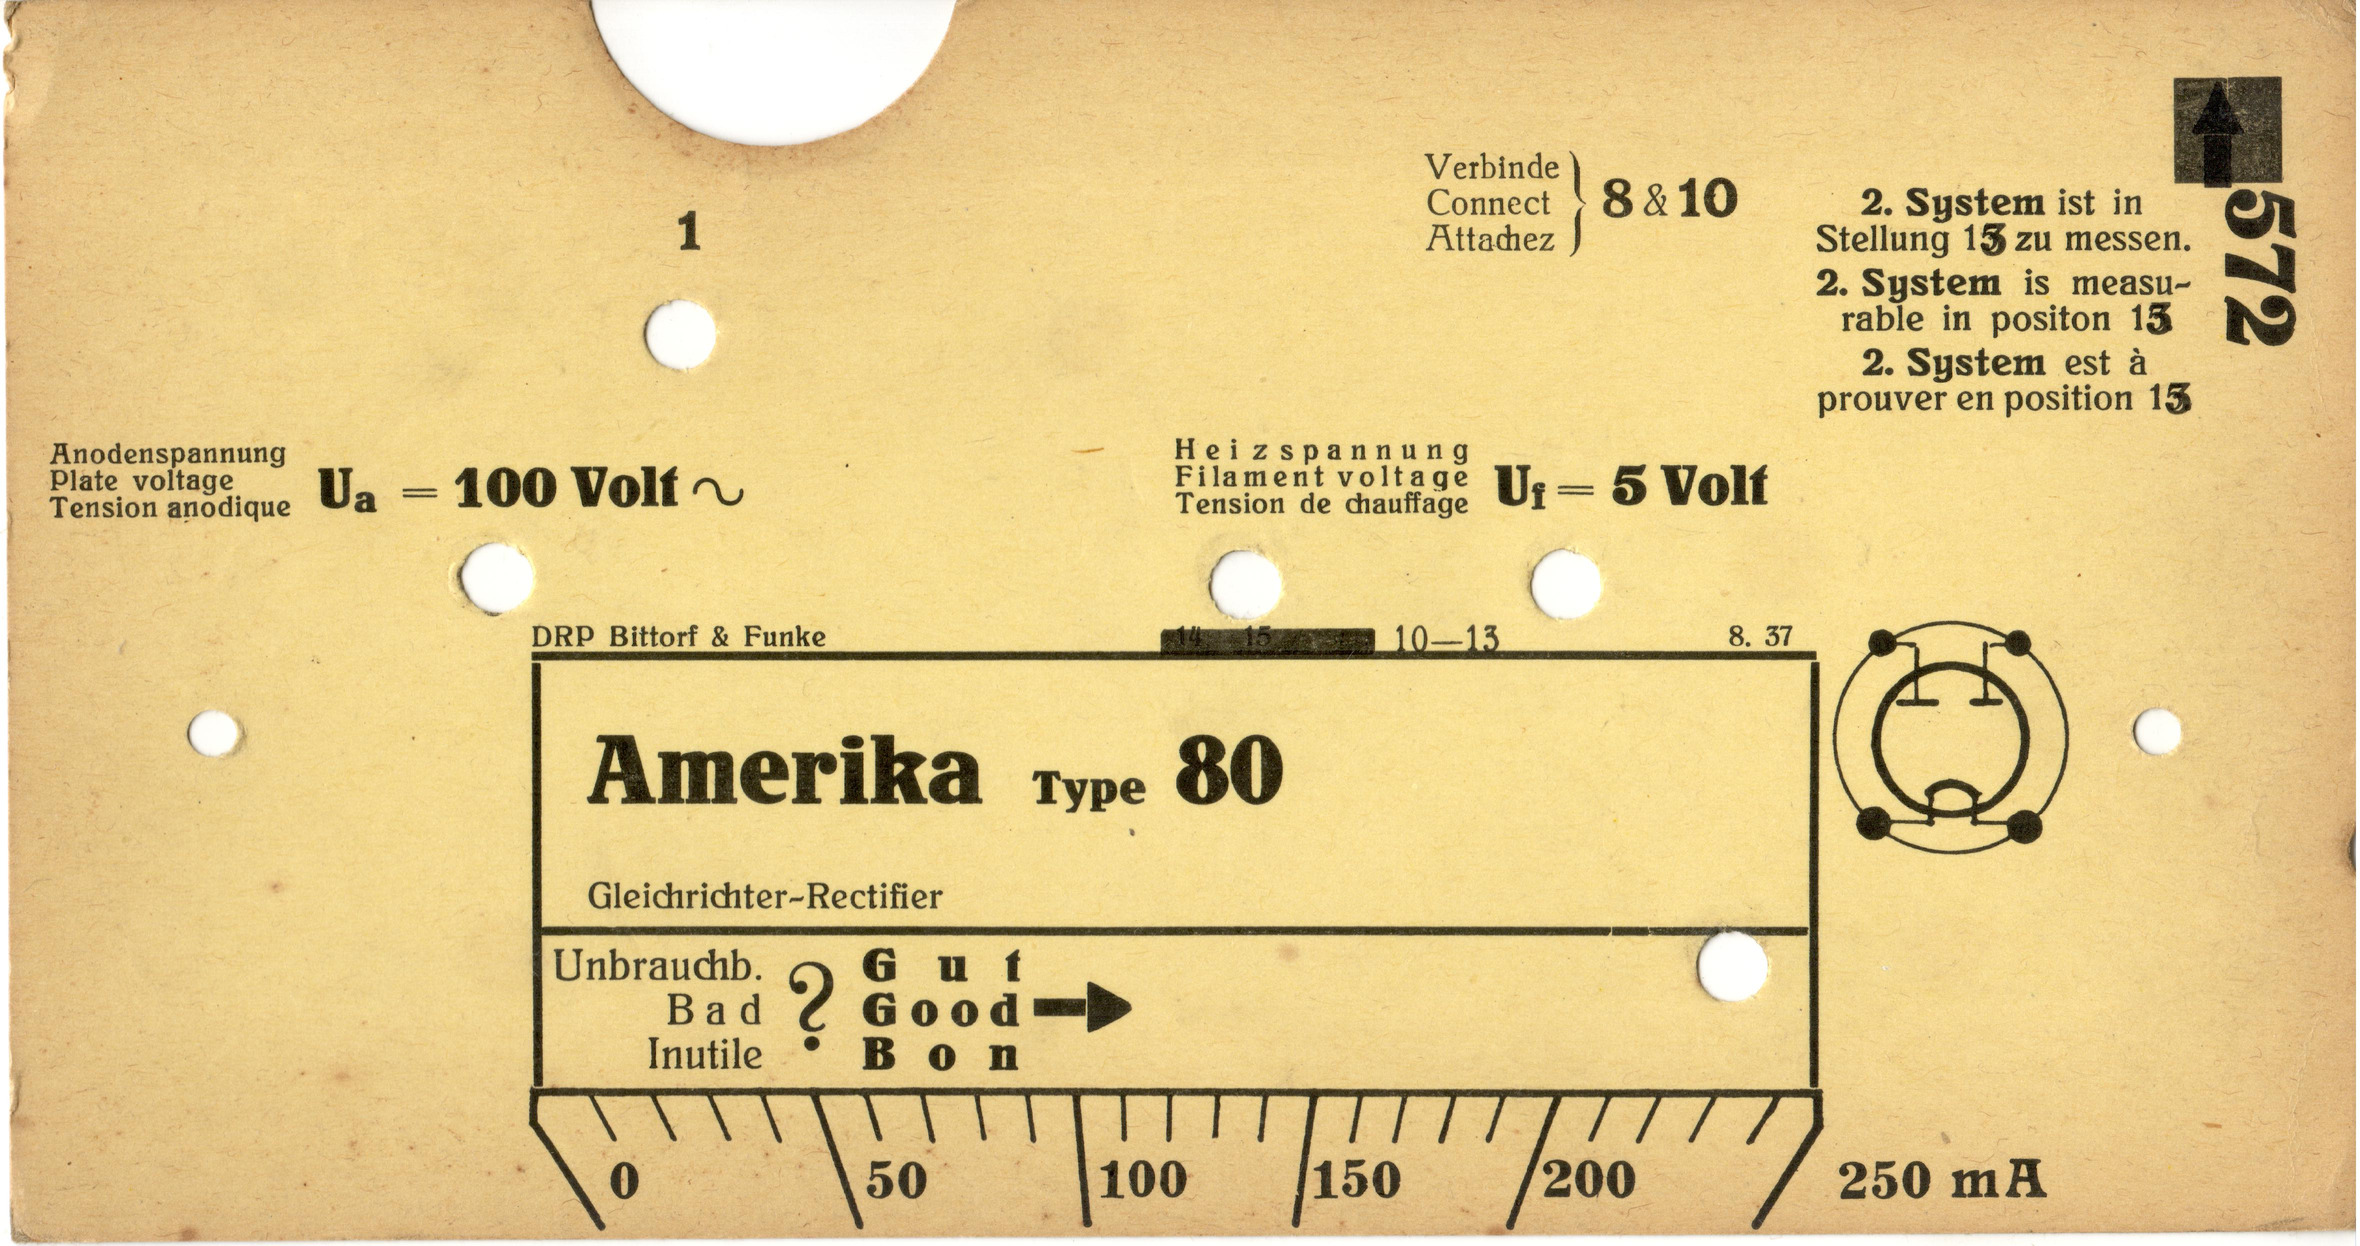 1
Verbinde
Connect
Attachez
8 & 10
572
2. System ist in
Stellung 13 zu messen.
2. System is measu-
rable in positon 13
2. System est à
prouver en position 13
Anodenspannung
Plate voltage
Tension anodique
Ua = 100 Volt ~
Heizspannung
Filament voltage
Tension de chauffage
Uf = 5 Volt
DRP Bittorf & Funke 14 15 10—13 8. 37
Amerika Type 80
Gleichrichter-Rectifier
Unbrauchb. ? Gut
Bad Good
Inutile Bon
0 50 100 150 200 250 mA